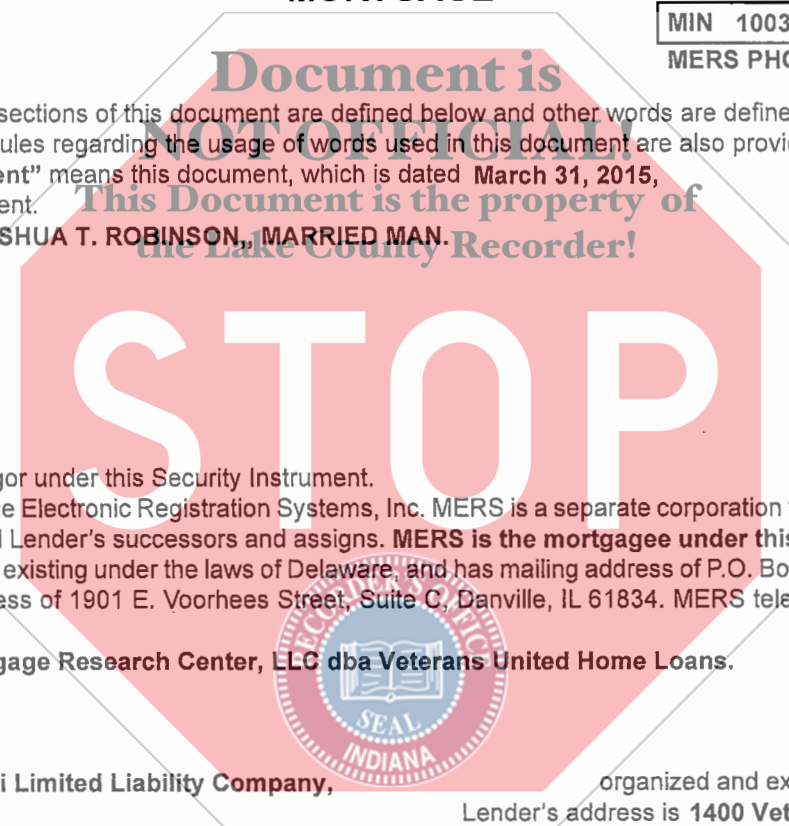 MIN 1003
Document is
MERS PHO
sections of this document are defined below and other words are define
NOT OFFICIAL!
ules regarding the usage of words used in this document are also provi
ent" means this document, which is dated March 31, 2015,
ent.
This Document is the property of
SHUA T. ROBINSON,, MARRIED MAN.
the Lake County Recorder!
STOP
gor under this Security Instrument.
e Electronic Registration Systems, Inc. MERS is a separate corporation
l Lender's successors and assigns. MERS is the mortgagee under this
existing under the laws of Delaware, and has mailing address of P.O. Bo
ess of 1901 E. Voorhees Street, Suite C, Danville, IL 61834. MERS tele
RECORDER'S OFFICE
gage Research Center, LLC dba Veterans United Home Loans.
SEAL
INDIANA
i Limited Liability Company, organized and ex
Lender's address is 1400 Vet